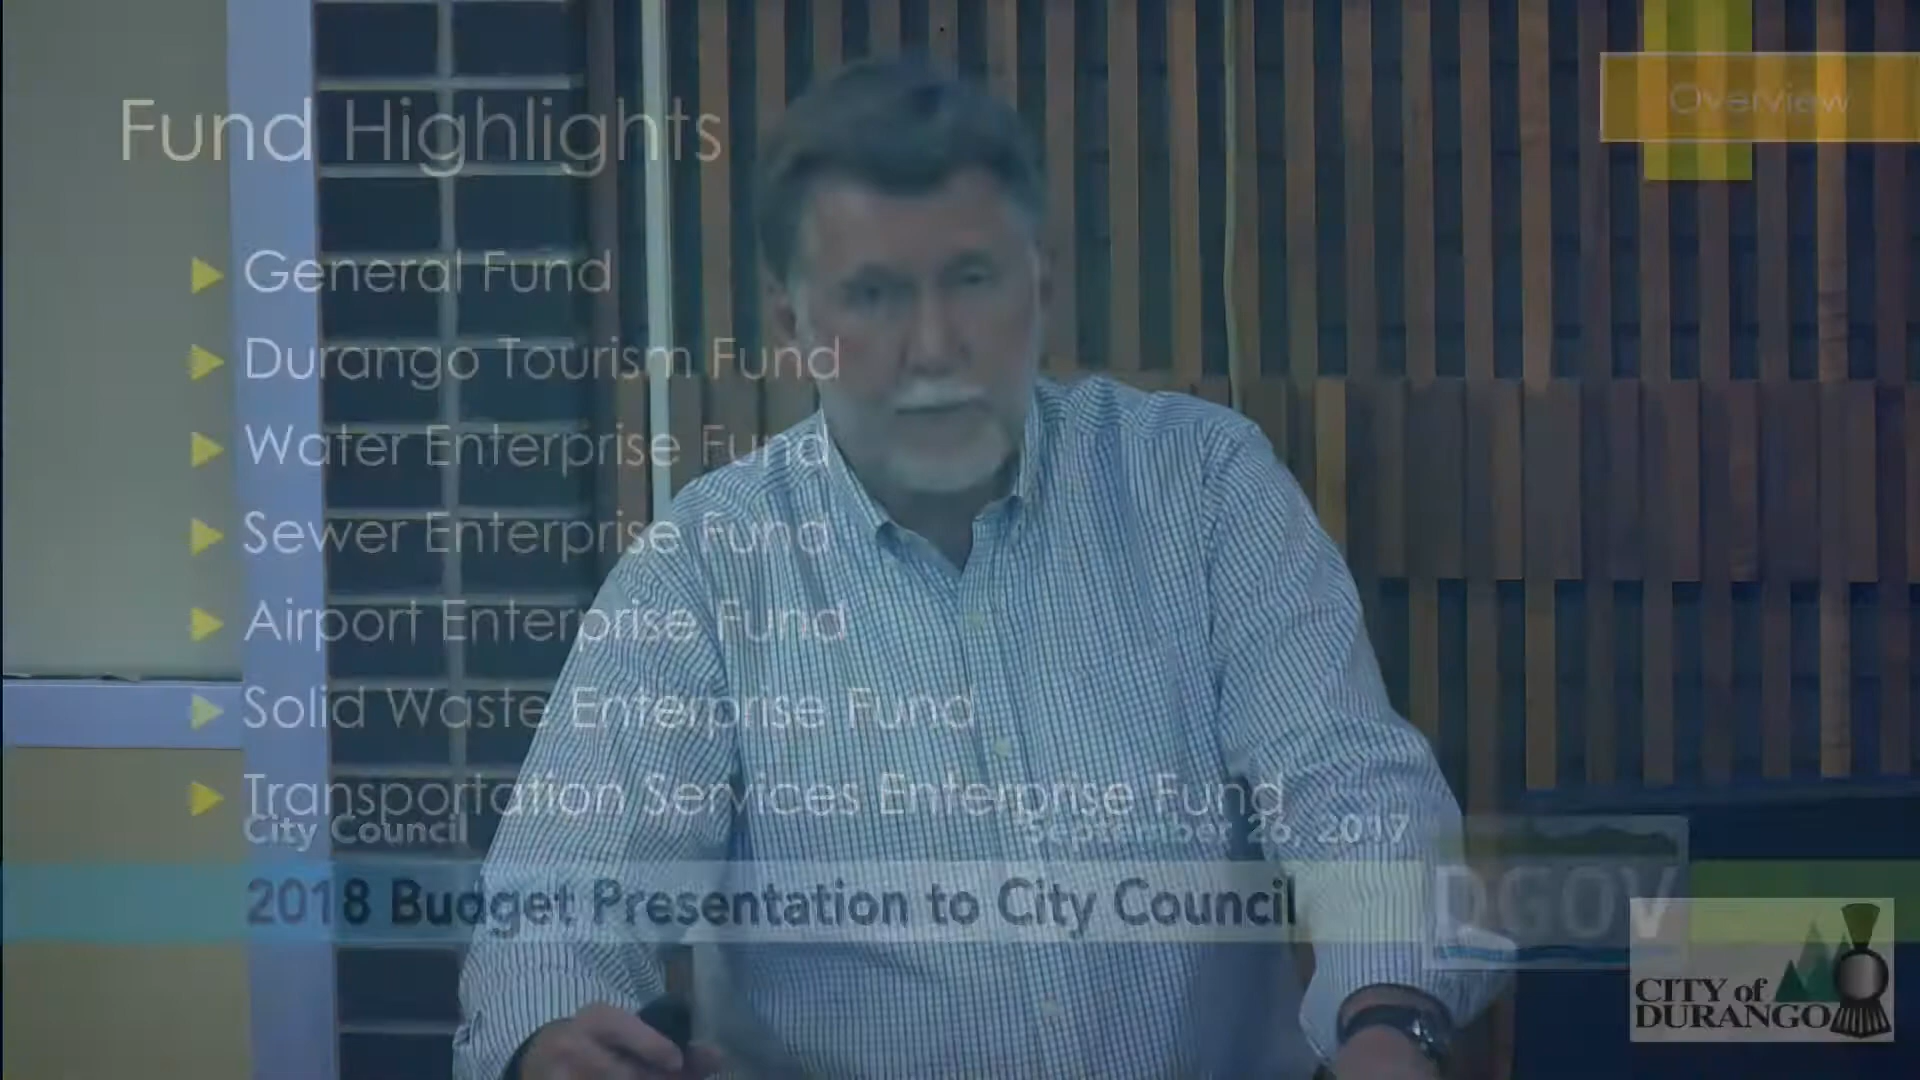 Fund Highlights
Overview
General Fund
Durango Tourism Fund
Water Enterprise Fund
Sewer Enterprise Fund
Airport Enterprise Fund
Solid Waste Enterprise Fund
Transportation Services Enterprise Fund
City Council September 26, 2017
2018 Budget Presentation to City Council
DGOV
CITY of
DURANGO